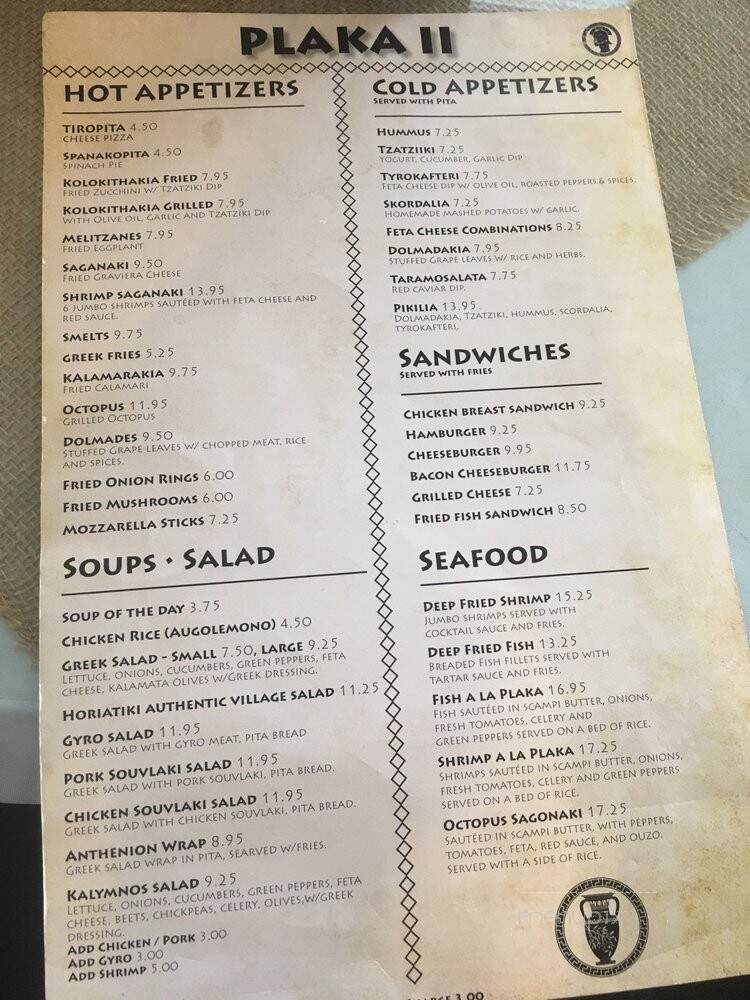 PLAKA II
HOT APPETIZERS
TIROPITA 4.50
CHEESE PIZZA
SPANAKOPITA 4.50
SPINACH PIE
KOLOKITHAKIA FRIED 7.95
FRIED ZUCCHINI W/ TZATZIKI DIP
KOLOKITHAKIA GRILLED 7.95
WITH OLIVE OIL, GARLIC AND TZATZIKI DIP
MELITZANES 7.95
FRIED EGGPLANT
SAGANAKI 9.50
FRIED GRAVIERA CHEESE
SHRIMP SAGANAKI 13.95
6 JUMBO SHRIMPS SAUTÉED WITH FETA CHEESE AND
RED SAUCE.
SMELTS 9.75
GREEK FRIES 5.25
KALAMARAKIA 9.75
FRIED CALAMARI
OCTOPUS 11.95
GRILLED OCTOPUS
DOLMADES 9.50
STUFFED GRAPE LEAVES W/ CHOPPED MEAT, RICE
AND SPICES.
FRIED ONION RINGS 6.00
FRIED MUSHROOMS 6.00
MOZZARELLA STICKS 7.25
SOUPS • SALAD
SOUP OF THE DAY 3.75
CHICKEN RICE (AUGOLEMONO) 4.50
GREEK SALAD - SMALL 7.50, LARGE 9.25
LETTUCE, ONIONS, CUCUMBERS, GREEN PEPPERS, FETA
CHEESE, KALAMATA OLIVES W/GREEK DRESSING.
HORIATIKI AUTHENTIC VILLAGE SALAD 11.25
GYRO SALAD 11.95
GREEK SALAD WITH GYRO MEAT, PITA BREAD
PORK SOUVLAKI SALAD 11.95
GREEK SALAD WITH PORK SOUVLAKI, PITA BREAD.
CHICKEN SOUVLAKI SALAD 11.95
GREEK SALAD WITH CHICKEN SOUVLAKI, PITA BREAD.
ANTHENION WRAP 8.95
GREEK SALAD WRAP IN PITA, SEARVED W/FRIES.
KALYMNOS SALAD 9.25
LETTUCE, ONIONS, CUCUMBERS, GREEN PEPPERS, FETA
CHEESE, BEETS, CHICKPEAS, CELERY, OLIVES,W/GREEK
DRESSING.
ADD CHICKEN / PORK 3.00
ADD GYRO 3.00
ADD SHRIMP 5.00
COLD APPETIZERS
SERVED WITH PITA
HUMMUS 7.25
TZATZIIKI 7.25
YOGURT, CUCUMBER, GARLIC DIP
TYROKAFTERI 7.75
FETA CHEESE DIP W/ OLIVE OIL, ROASTED PEPPERS & SPICES.
SKORDALIA 7.25
HOMEMADE MASHED POTATOES W/ GARLIC.
FETA CHEESE COMBINATIONS 8.25
DOLMADAKIA 7.95
STUFFED GRAPE LEAVES W/ RICE AND HERBS.
TARAMOSALATA 7.75
RED CAVIAR DIP.
PIKILIA 13.95
DOLMADAKIA, TZATZIKI, HUMMUS, SCORDALIA,
TYROKAFTERI,
SANDWICHES
SERVED WITH FRIES
CHICKEN BREAST SANDWICH 9.25
HAMBURGER 9.25
CHEESEBURGER 9.95
BACON CHEESEBURGER 11.75
GRILLED CHEESE 7.25
FRIED FISH SANDWICH 8.50
SEAFOOD
DEEP FRIED SHRIMP 15.25
JUMBO SHRIMPS SERVED WITH
COCKTAIL SAUCE AND FRIES.
DEEP FRIED FISH 13.25
BREADED FISH FILLETS SERVED WITH
TARTAR SAUCE AND FRIES.
FISH A LA PLAKA 16.95
FISH SAUTÉED IN SCAMPI BUTTER, ONIONS,
FRESH TOMATOES, CELERY AND
GREEN PEPPERS SERVED ON A BED OF RICE.
SHRIMP A LA PLAKA 17.25
SHRIMPS SAUTÉED IN SCAMPI BUTTER, ONIONS,
FRESH TOMATOES, CELERY AND GREEN PEPPERS
SERVED ON A BED OF RICE.
OCTOPUS SAGONAKI 17.25
SAUTÉED IN SCAMPI BUTTER, WITH PEPPERS,
TOMATOES, FETA, RED SAUCE, AND OUZO.
SERVED WITH A SIDE OF RICE.
3.00